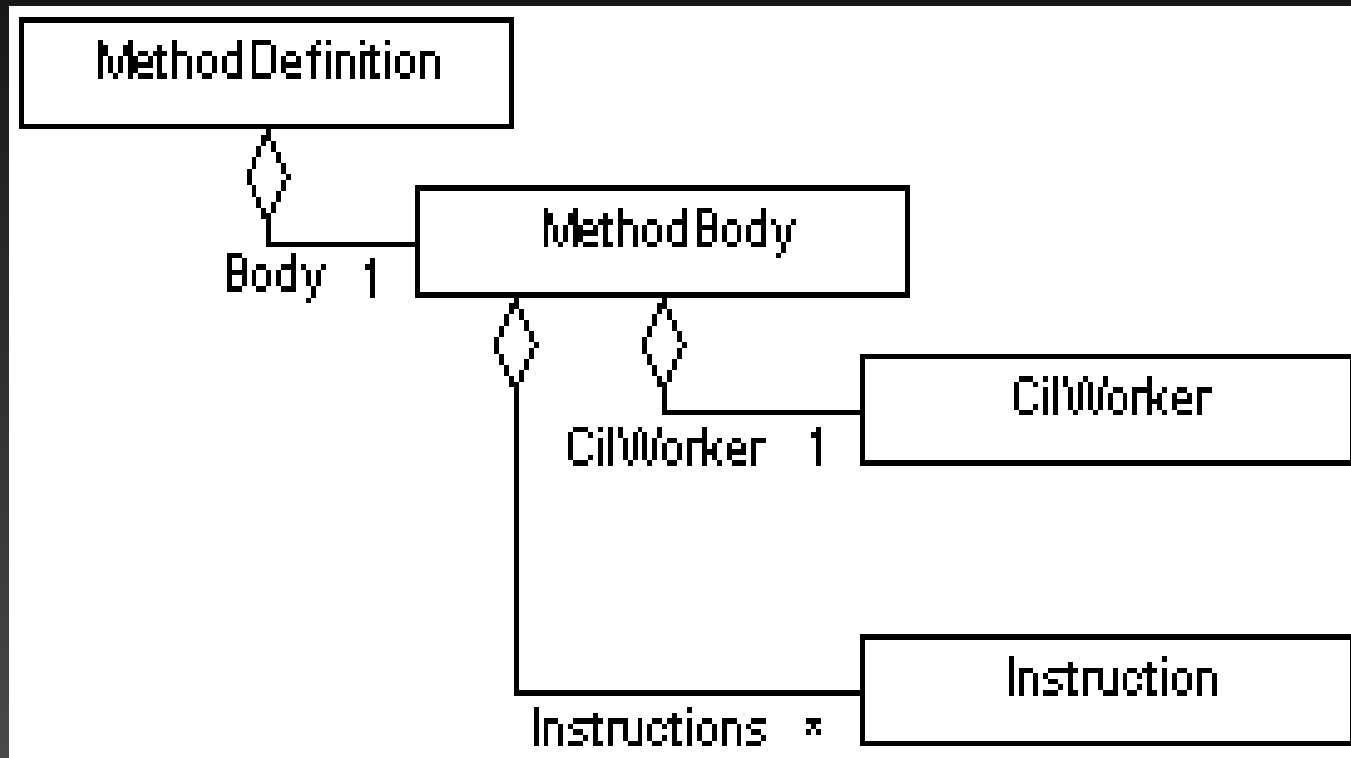 MethodDefinition
MethodBody
Body 1
CilWorker
CilWorker 1
Instruction
Instructions *